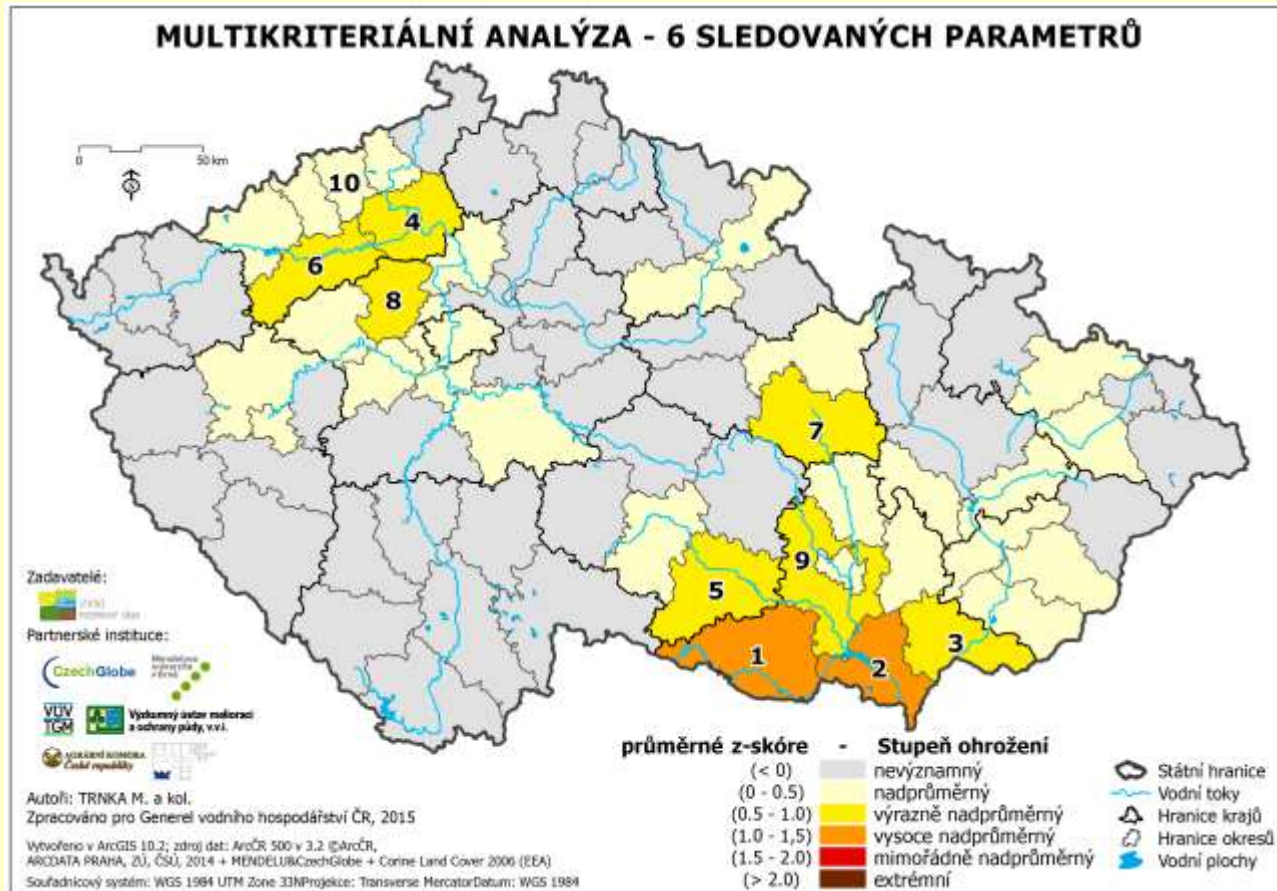 MULTIKRITERIÁLNÍ ANALÝZA - 6 SLEDOVANÝCH PARAMETRŮ
0 50 km
10
4
6
8
7
9
5
1
2
3
Zadavatelé:
Partnerské instituce:
CzechGlobe
Mendelova
univerzita
v Brně
VÚV
TGM
Výzkumný ústav meliorací
a ochrany půdy, v.v.i.
AGRÁRNÍ KOMORA
České republiky
Autoři: TRNKA M. a kol.
Zpracováno pro Generel vodního hospodářství ČR, 2015
Vytvořeno v ArcGIS 10.2; zdroj dat: ArcČR 500 v 3.2 ©ArcČR,
ARCDATA PRAHA, ZÚ, ČSÚ, 2014 + MENDELU&CzechGlobe + Corine Land Cover 2006 (EEA)
Souřadnicový systém: WGS 1984 UTM Zone 33NProjekce: Transverse MercatorDatum: WGS 1984
průměrné z-skóre - Stupeň ohrožení
(< 0) nevýznamný
(0 - 0.5) nadprůměrný
(0.5 - 1.0) výrazně nadprůměrný
(1.0 - 1,5) vysoce nadprůměrný
(1.5 - 2.0) mimořádně nadprůměrný
(> 2.0) extrémní
Státní hranice
Vodní toky
Hranice krajů
Hranice okresů
Vodní plochy